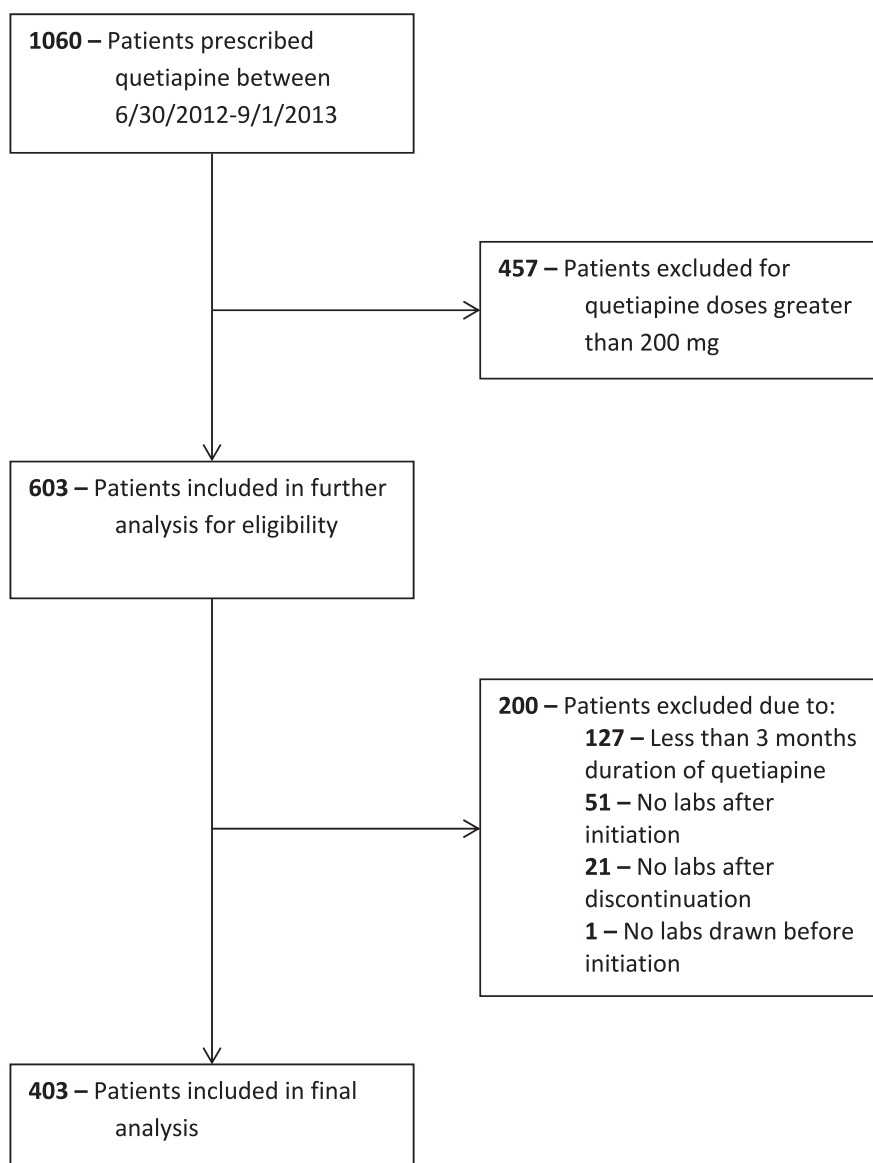 1060 – Patients prescribed
quetiapine between
6/30/2012-9/1/2013
457 – Patients excluded for
quetiapine doses greater
than 200 mg
603 – Patients included in further
analysis for eligibility
200 – Patients excluded due to:
127 – Less than 3 months
duration of quetiapine
51 – No labs after
initiation
21 – No labs after
discontinuation
1 – No labs drawn before
initiation
403 – Patients included in final
analysis